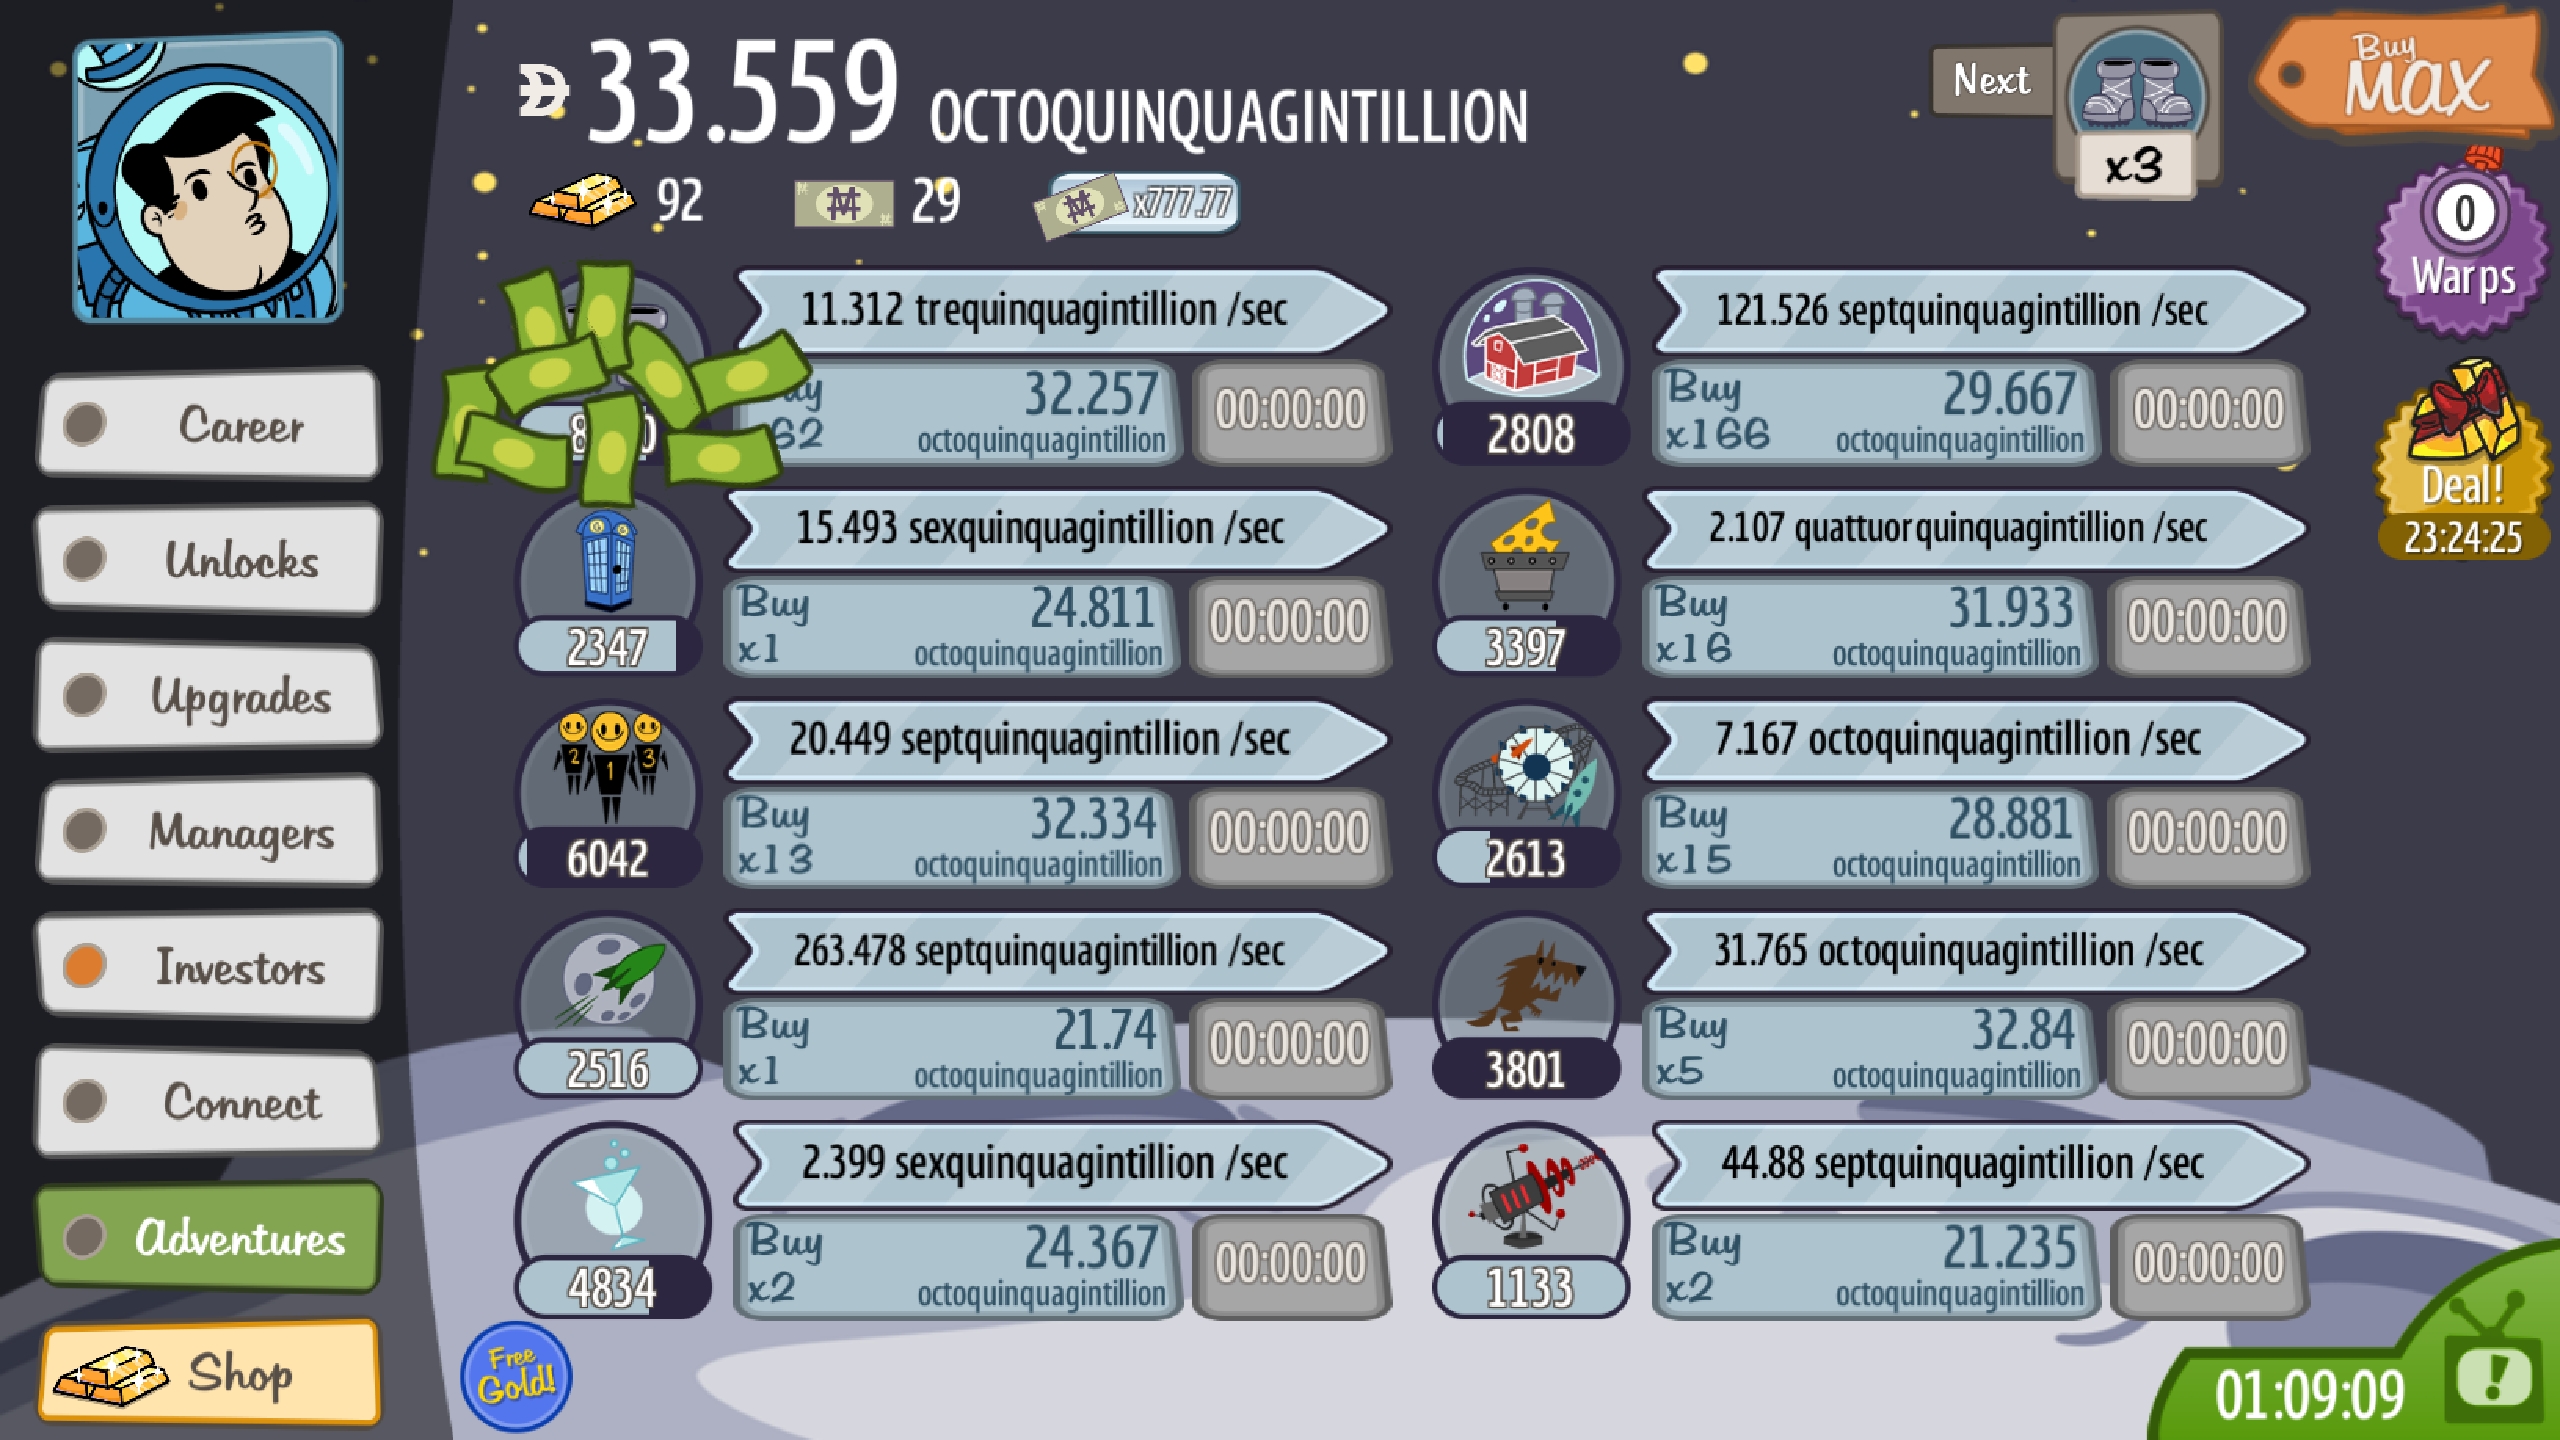 33.559 OCTOQUINQUAGINTILLION
92
29
x777.77
Next
x3
Buy
MAX
0
Warps
Deal!
23:24:25
Career
Unlocks
Upgrades
Managers
Investors
Connect
Adventures
Shop
11.312 trequinquagintillion /sec
32.257
octoquinquagintillion
00:00:00
121.526 septquinquagintillion /sec
2808
Buy
x166
29.667
octoquinquagintillion
00:00:00
15.493 sexquinquagintillion /sec
2347
Buy
x1
24.811
octoquinquagintillion
00:00:00
2.107 quattuorquinquagintillion /sec
3397
Buy
x16
31.933
octoquinquagintillion
00:00:00
2 1 3
20.449 septquinquagintillion /sec
6042
Buy
x13
32.334
octoquinquagintillion
00:00:00
7.167 octoquinquagintillion /sec
2613
Buy
x15
28.881
octoquinquagintillion
00:00:00
263.478 septquinquagintillion /sec
2516
Buy
x1
21.74
octoquinquagintillion
00:00:00
31.765 octoquinquagintillion /sec
3801
Buy
x5
32.84
octoquinquagintillion
00:00:00
2.399 sexquinquagintillion /sec
4834
Buy
x2
24.367
octoquinquagintillion
00:00:00
44.88 septquinquagintillion /sec
1133
Buy
x2
21.235
octoquinquagintillion
00:00:00
Free
Gold!
01:09:09